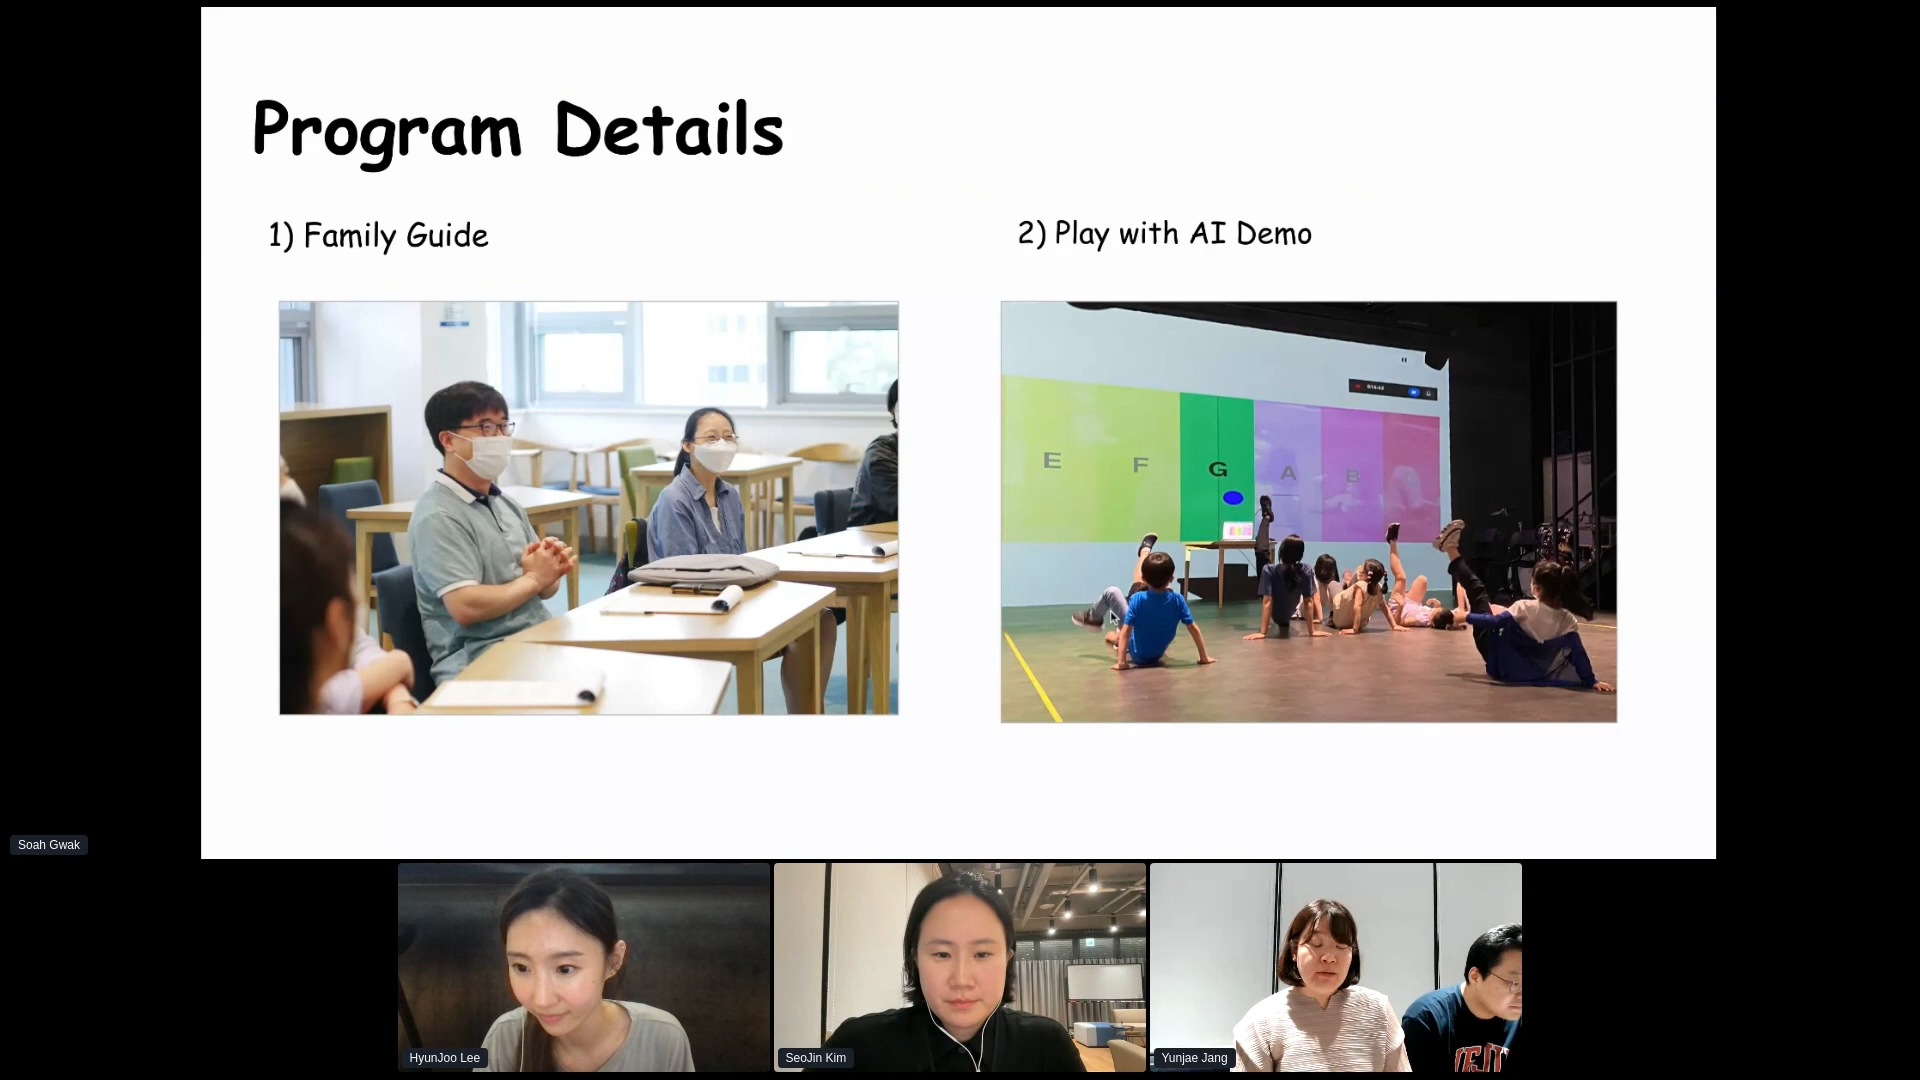 Program Details
1) Family Guide
2) Play with AI Demo
E F G A B
Soah Gwak
HyunJoo Lee
SeoJin Kim
Yunjae Jang